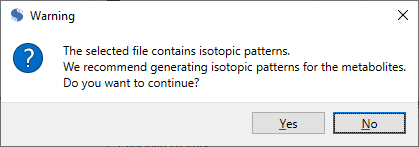 Warning
The selected file contains isotopic patterns.
We recommend generating isotopic patterns for the metabolites.
Do you want to continue?
Yes
No